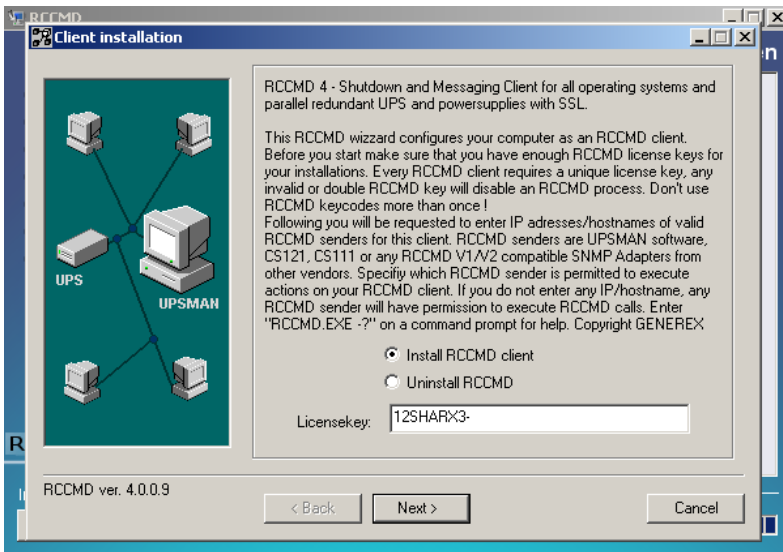 RCCMD
Client installation
RCCMD 4 - Shutdown and Messaging Client for all operating systems and
parallel redundant UPS and powersupplies with SSL.
This RCCMD wizzard configures your computer as an RCCMD client.
Before you start make sure that you have enough RCCMD license keys for
your installations. Every RCCMD client requires a unique license key, any
invalid or double RCCMD key will disable an RCCMD process. Don't use
RCCMD keycodes more than once !
Following you will be requested to enter IP adresses/hostnames of valid
RCCMD senders for this client. RCCMD senders are UPSMAN software,
CS121, CS111 or any RCCMD V1/V2 compatible SNMP Adapters from
other vendors. Specifiy which RCCMD sender is permitted to execute
actions on your RCCMD client. If you do not enter any IP/hostname, any
RCCMD sender will have permission to execute RCCMD calls. Enter
"RCCMD.EXE -?" on a command prompt for help. Copyright GENEREX
UPS
UPSMAN
Install RCCMD client
Uninstall RCCMD
Licensekey: 12SHARX3-
RCCMD ver. 4.0.0.9
< Back Next > Cancel